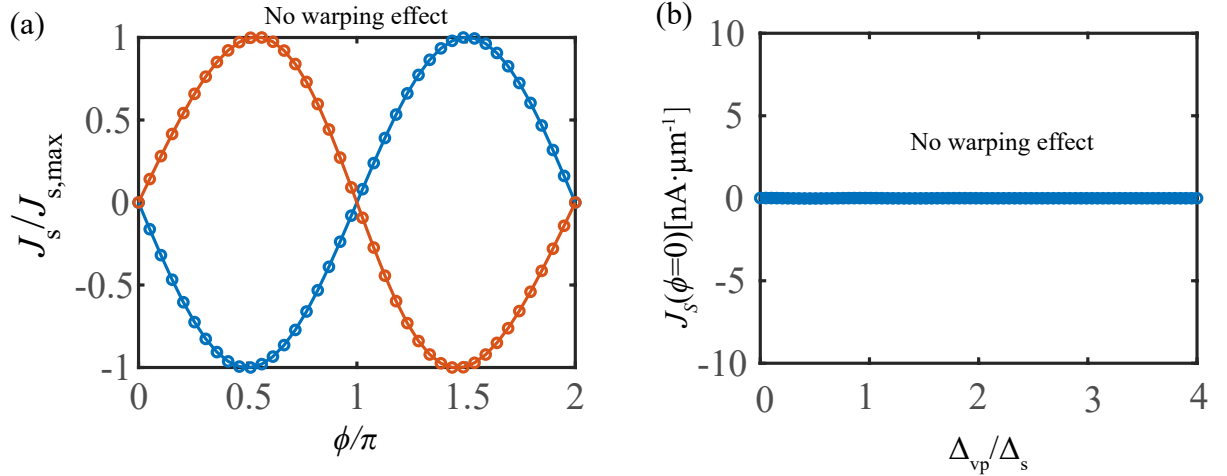 (a)
No warping effect
J_s/J_s,max
1
0.5
0
-0.5
-1
0
0.5
1
1.5
2
ϕ/π
(b)
J_S(ϕ=0)[nA·μm⁻¹]
10
5
0
-5
-10
No warping effect
0
1
2
3
4
Δ_vp/Δ_s